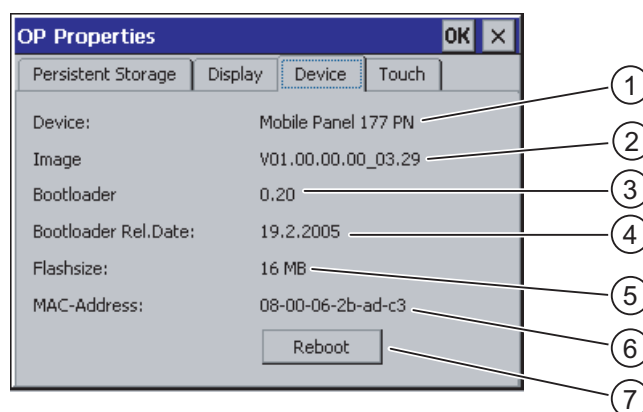 OP Properties OK ×
Persistent Storage Display Device Touch
Device: Mobile Panel 177 PN 1
Image V01.00.00.00_03.29 2
Bootloader 0.20 3
Bootloader Rel.Date: 19.2.2005 4
Flashsize: 16 MB 5
MAC-Address: 08-00-06-2b-ad-c3 6
Reboot 7